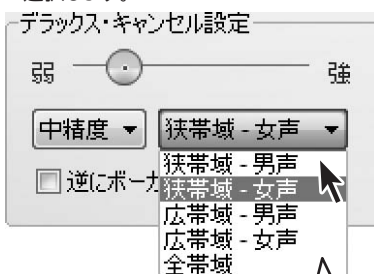 デラックス・キャンセル設定
弱 強
中精度 狭帯域 - 女声
狭帯域 - 男声
逆にボーカ
狭帯域 - 女声
広帯域 - 男声
広帯域 - 女声
全帯域